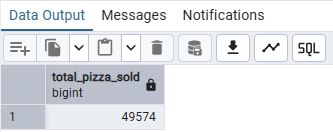 Data Output Messages Notifications
SQL
total_pizza_sold
bigint
1 49574